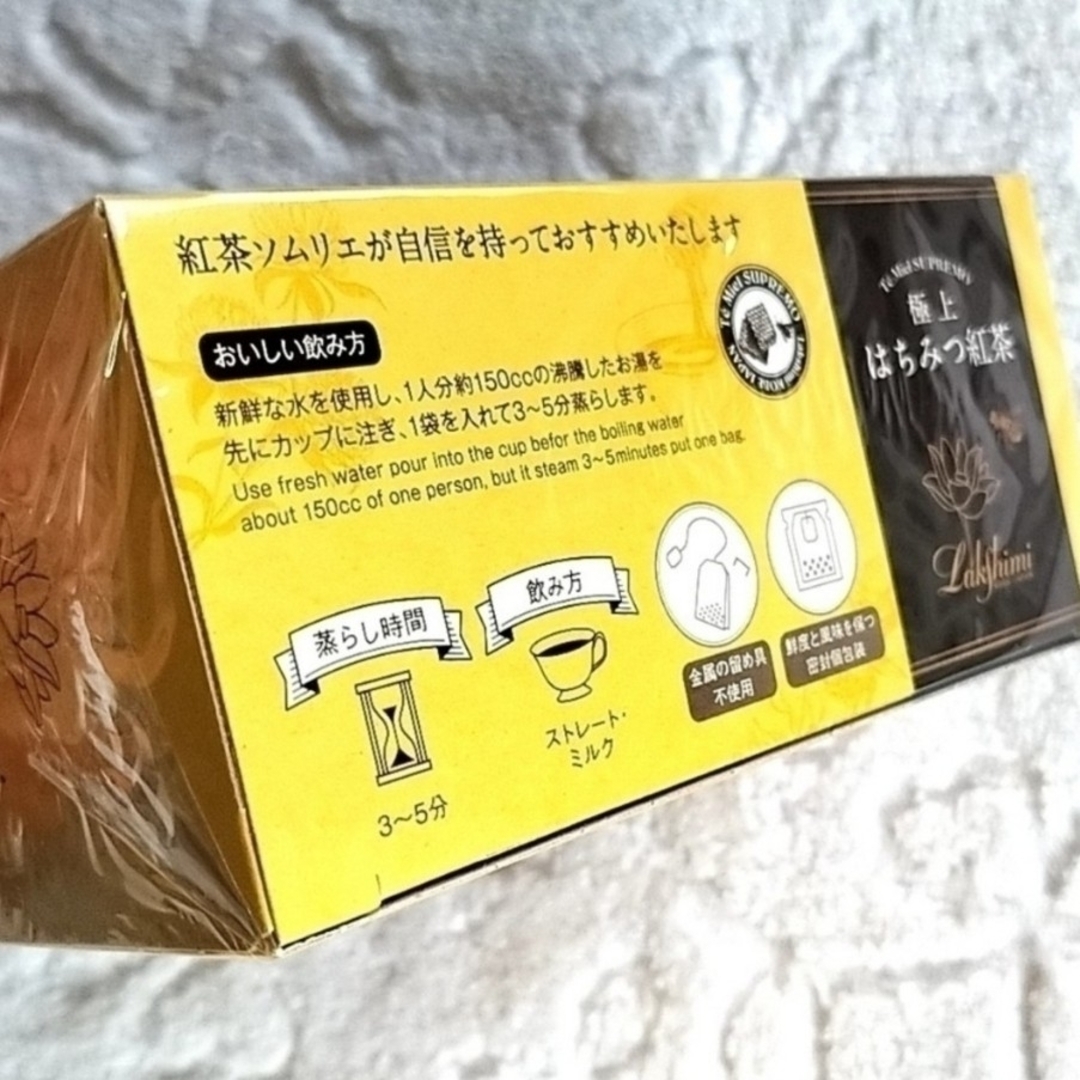 紅茶ソムリエが自信を持っておすすめいたします
おいしい飲み方
新鮮な水を使用し、1人分約150ccの沸騰したお湯を
先にカップに注ぎ、1袋を入れて3〜5分蒸らします。
Use fresh water pour into the cup befor the boiling water
about 150cc of one person, but it steam 3〜5minutes put one bag.
蒸らし時間
3〜5分
飲み方
ストレート・
ミルク
金属の留め具
不使用
鮮度と風味を保つ
密封個包装
Té Miel SUPREMO
Lakshimi KOBE JAPAN
Té Miel SUPREMO
極上
はちみつ紅茶
Lakshimi